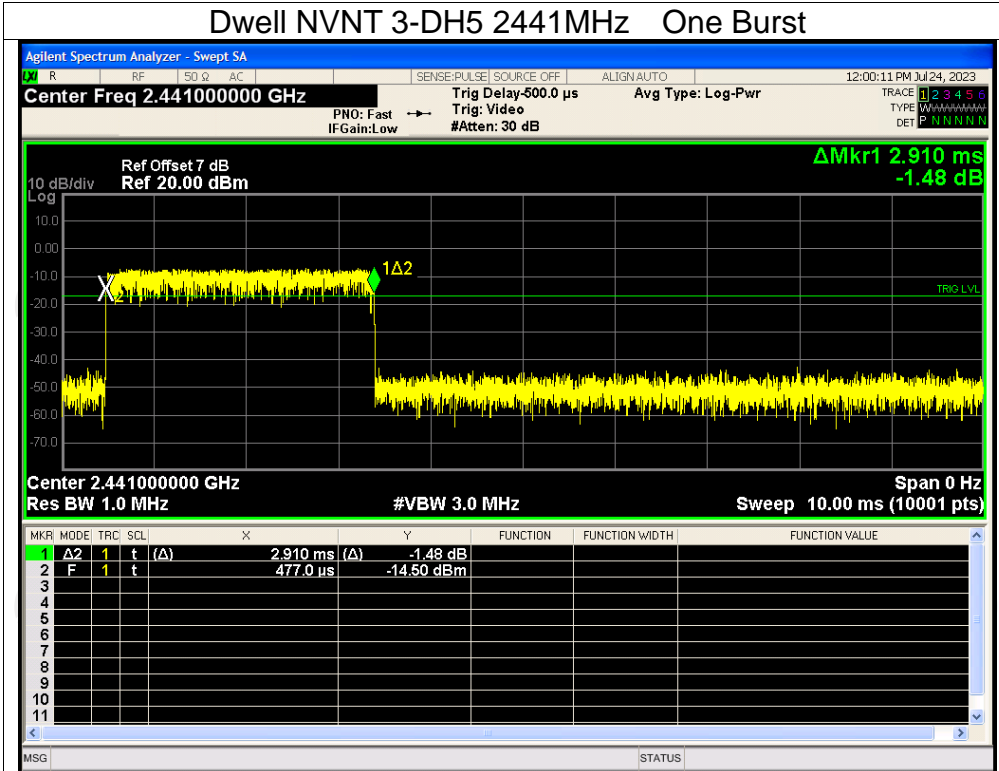 Dwell NVNT 3-DH5 2441MHz One Burst
Agilent Spectrum Analyzer - Swept SA
LXI R RF 50 Ω AC SENSE:PULSE SOURCE OFF ALIGN AUTO 12:00:11 PM Jul 24, 2023
Center Freq 2.441000000 GHz Trig Delay-500.0 µs Avg Type: Log-Pwr TRACE 1 2 3 4 5 6
PNO: Fast Trig: Video TYPE WWWWWW
IFGain:Low #Atten: 30 dB DET P N N N N N
ΔMkr1 2.910 ms
-1.48 dB
Ref Offset 7 dB
10 dB/div Ref 20.00 dBm
Log
10.0
0.00
-10.0
1Δ2
X2
TRIG LVL
-20.0
-30.0
-40.0
-50.0
-60.0
-70.0
Center 2.441000000 GHz Span 0 Hz
Res BW 1.0 MHz #VBW 3.0 MHz Sweep 10.00 ms (10001 pts)
MKR MODE TRC SCL X Y FUNCTION FUNCTION WIDTH FUNCTION VALUE
1 Δ2 1 t (Δ) 2.910 ms (Δ) -1.48 dB
2 F 1 t 477.0 µs -14.50 dBm
3
4
5
6
7
8
9
10
11
MSG STATUS